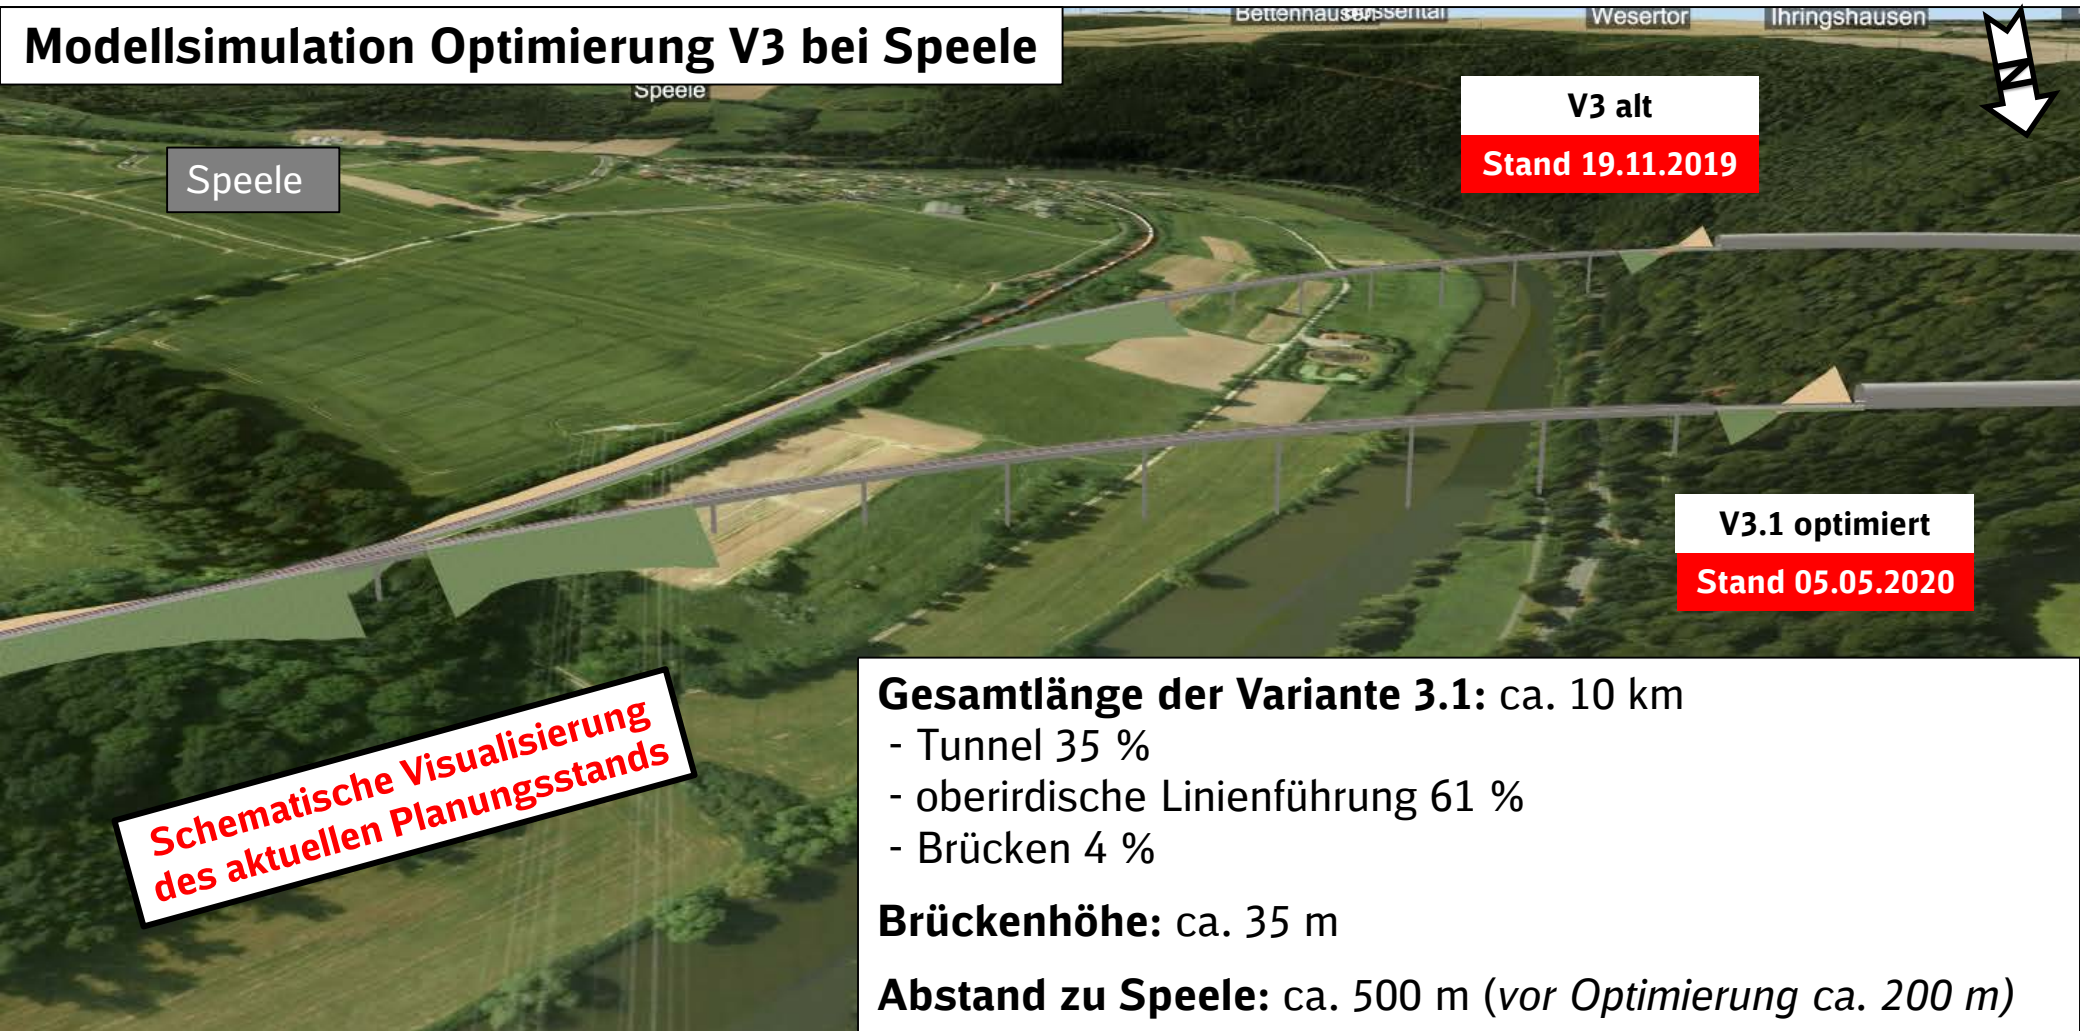 Modellsimulation Optimierung V3 bei Speele
Bettenhausen
Wesertor
Ihringshausen
N
Speele
V3 alt
Stand 19.11.2019
Speele
V3.1 optimiert
Stand 05.05.2020
Schematische Visualisierung
des aktuellen Planungsstands
Gesamtlänge der Variante 3.1: ca. 10 km
- Tunnel 35 %
- oberirdische Linienführung 61 %
- Brücken 4 %
Brückenhöhe: ca. 35 m
Abstand zu Speele: ca. 500 m (vor Optimierung ca. 200 m)